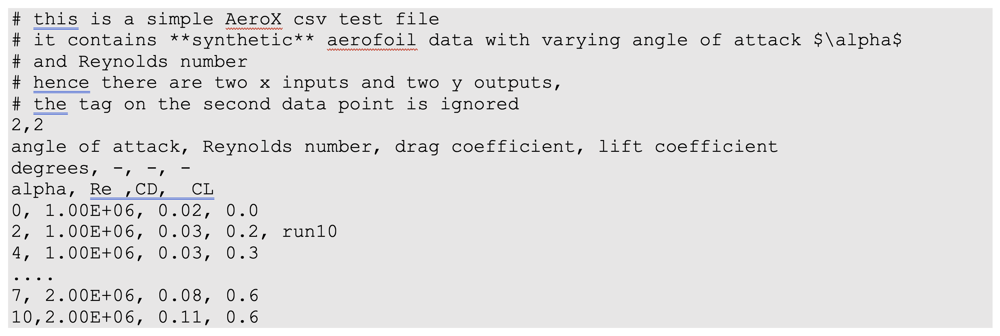 # this is a simple AeroX csv test file
# it contains **synthetic** aerofoil data with varying angle of attack $\alpha$
# and Reynolds number
# hence there are two x inputs and two y outputs,
# the tag on the second data point is ignored
2,2
angle of attack, Reynolds number, drag coefficient, lift coefficient
degrees, -, -, -
alpha, Re ,CD,  CL
0, 1.00E+06, 0.02, 0.0
2, 1.00E+06, 0.03, 0.2, run10
4, 1.00E+06, 0.03, 0.3
....
7, 2.00E+06, 0.08, 0.6
10,2.00E+06, 0.11, 0.6